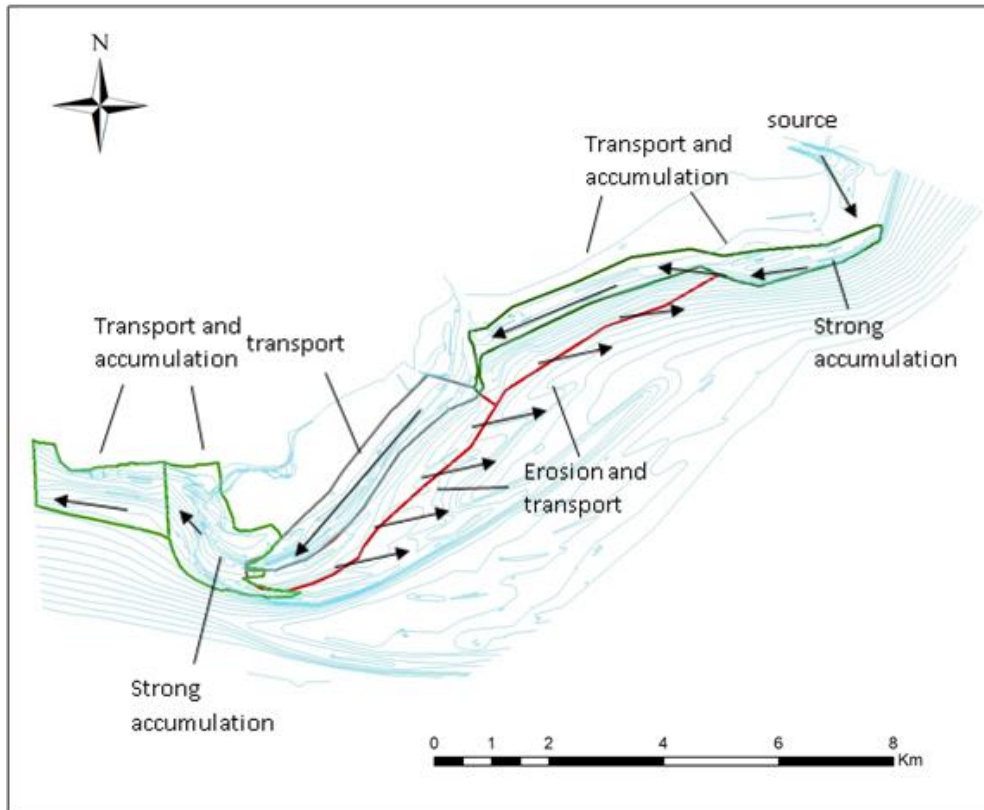 N
source
Transport and
accumulation
Transport and
accumulation
transport
Strong
accumulation
Erosion and
transport
Strong
accumulation
0 1 2 4 6 8
Km